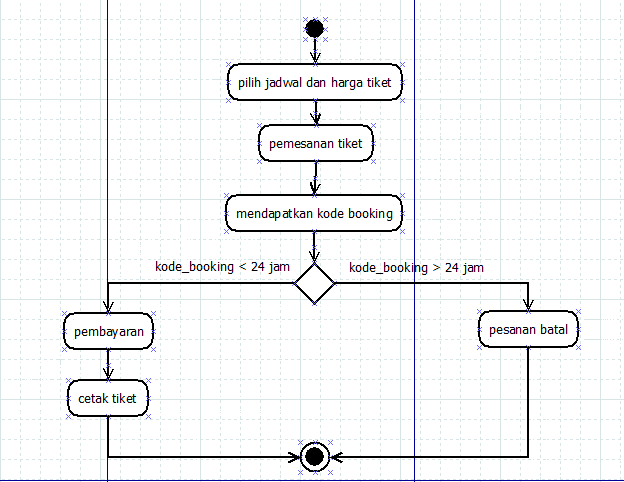 pilih jadwal dan harga tiket
pemesanan tiket
mendapatkan kode booking
kode_booking < 24 jam
kode_booking > 24 jam
pembayaran
pesanan batal
cetak tiket